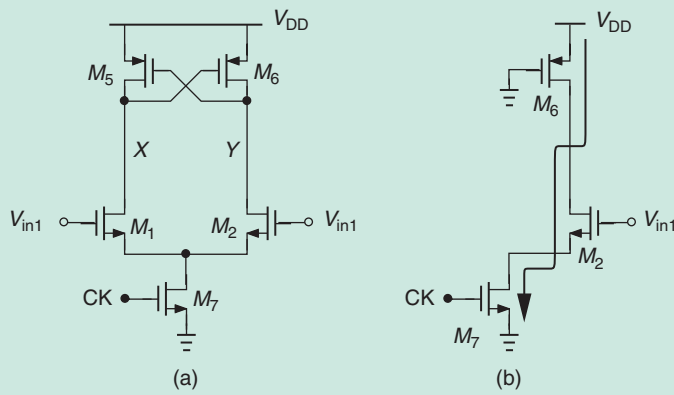 V_DD
M_5
M_6
X
Y
V_in1
M_1
M_2
V_in1
CK
M_7
(a)
V_DD
M_6
V_in1
M_2
CK
M_7
(b)